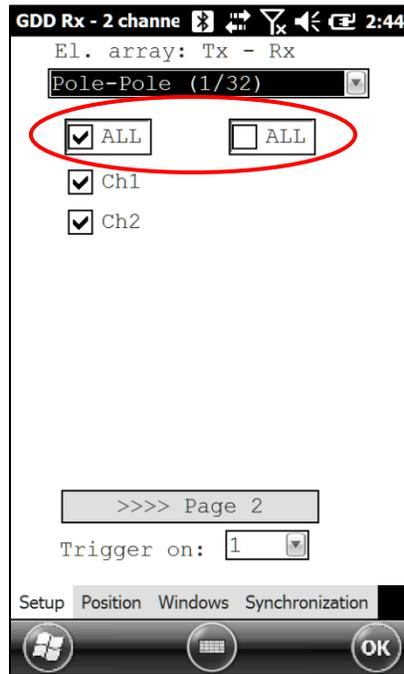 GDD Rx - 2 channe 2:44
El. array: Tx - Rx
Pole-Pole (1/32)
ALL ALL
Ch1
Ch2
>>>> Page 2
Trigger on: 1
Setup Position Windows Synchronization
OK